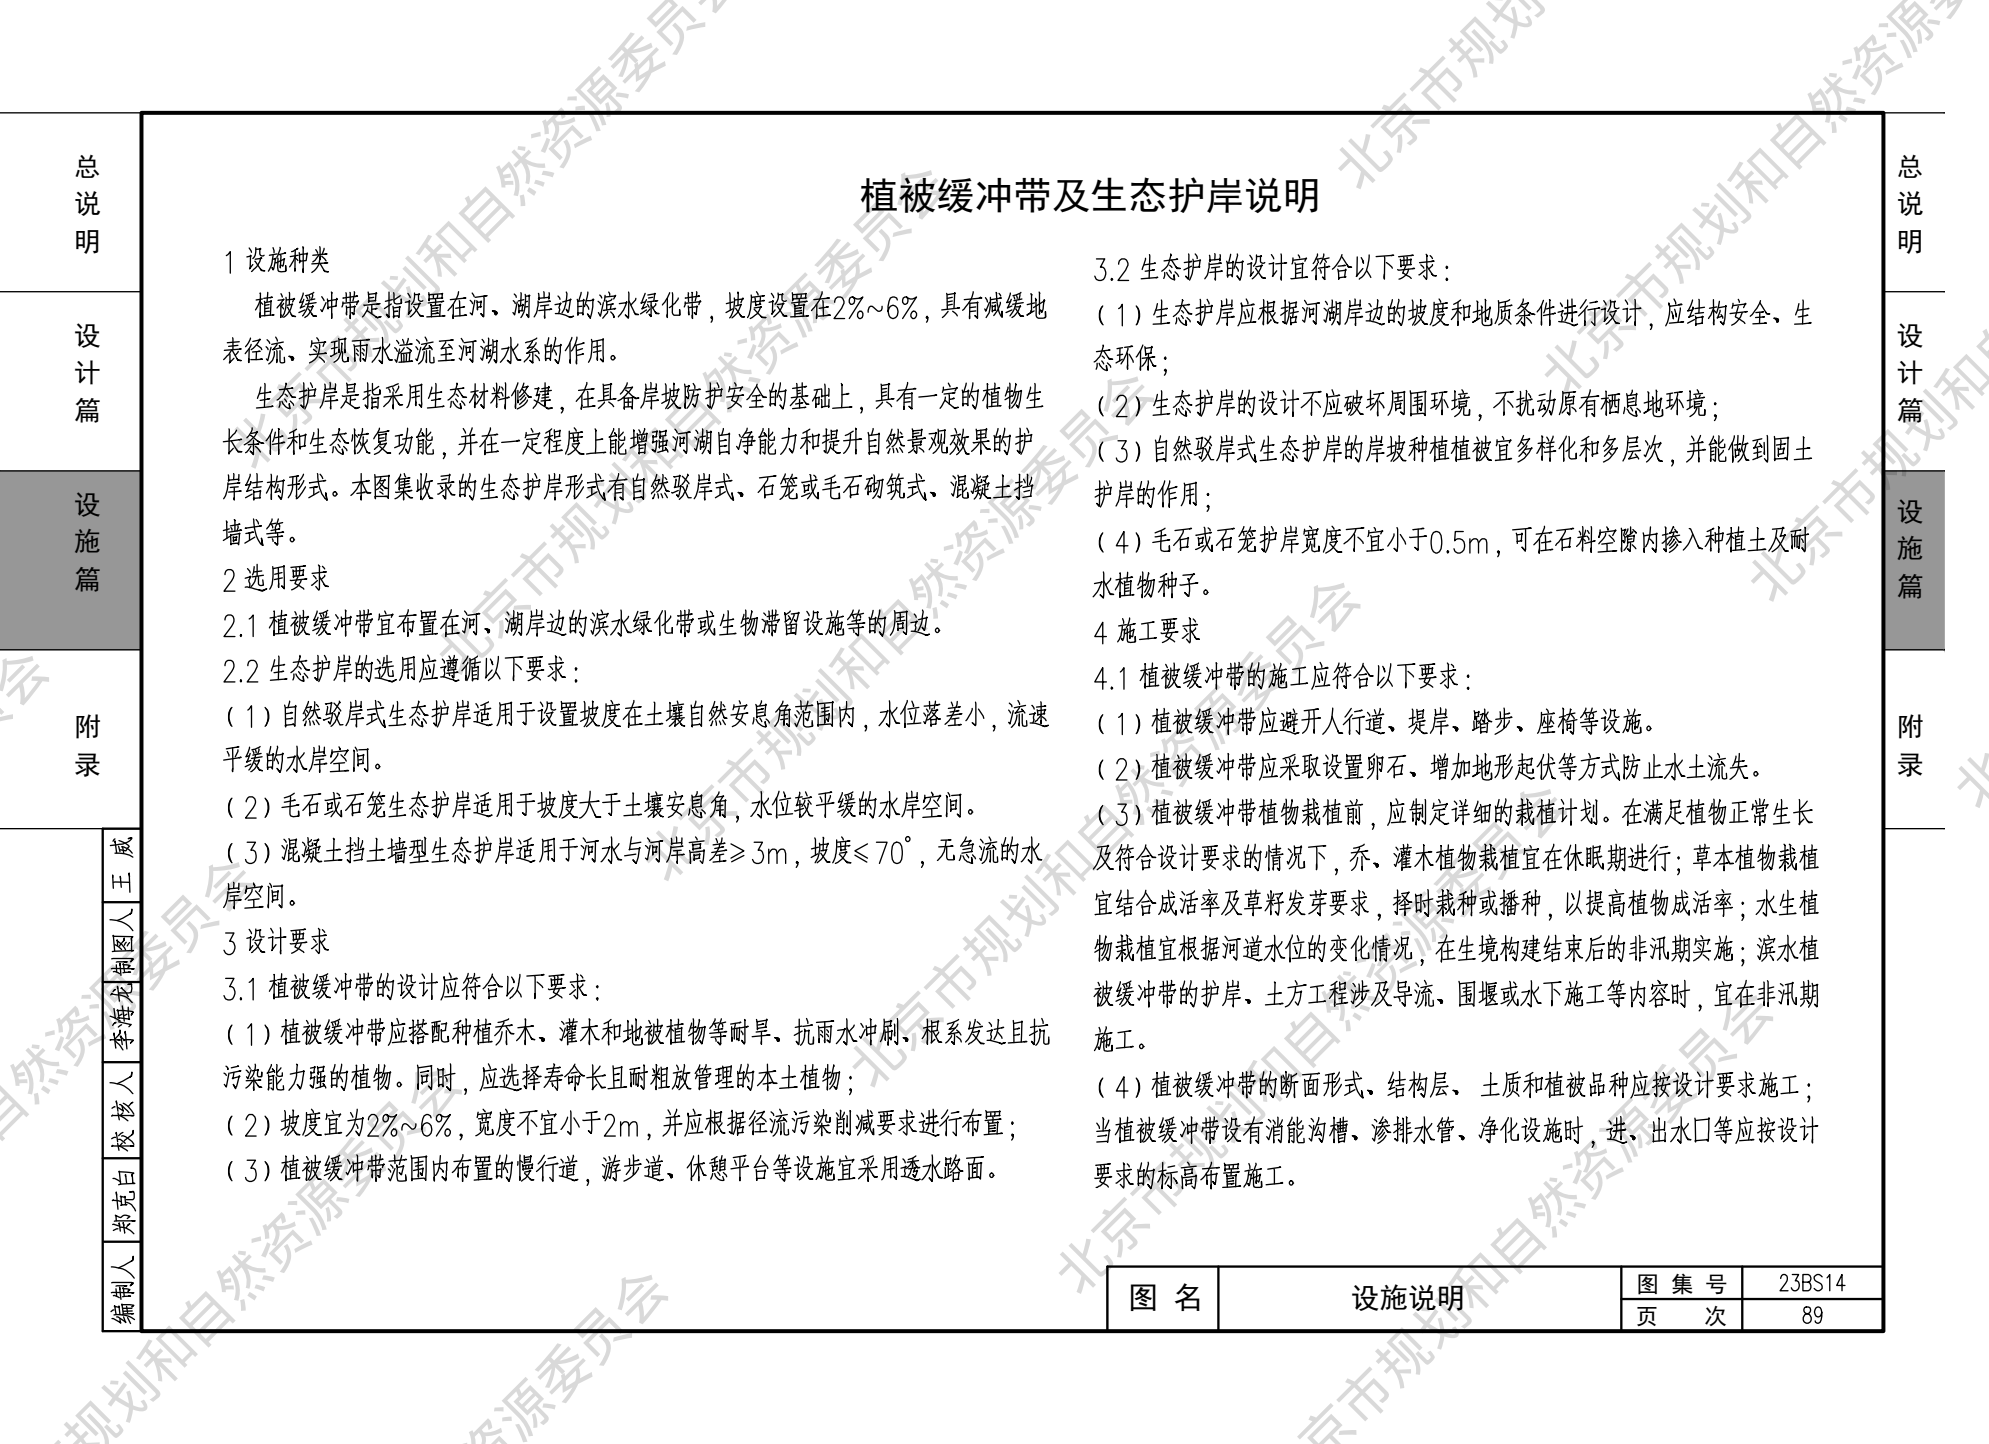 植被缓冲带及生态护岸说明
1 设施种类
植被缓冲带是指设置在河、湖岸边的滨水绿化带，坡度设置在2%~6%，具有减缓地
表径流、实现雨水溢流至河湖水系的作用。
生态护岸是指采用生态材料修建，在具备岸坡防护安全的基础上，具有一定的植物生
长条件和生态恢复功能，并在一定程度上能增强河湖自净能力和提升自然景观效果的护
岸结构形式。本图集收录的生态护岸形式有自然驳岸式、石笼或毛石砌筑式、混凝土挡
墙式等。
2 选用要求
2.1 植被缓冲带宜布置在河、湖岸边的滨水绿化带或生物滞留设施等的周边。
2.2 生态护岸的选用应遵循以下要求：
（1）自然驳岸式生态护岸适用于设置坡度在土壤自然安息角范围内，水位落差小，流速
平缓的水岸空间。
（2）毛石或石笼生态护岸适用于坡度大于土壤安息角，水位较平缓的水岸空间。
（3）混凝土挡土墙型生态护岸适用于河水与河岸高差≥3m，坡度≤70°，无急流的水
岸空间。
3 设计要求
3.1 植被缓冲带的设计应符合以下要求：
（1）植被缓冲带应搭配种植乔木、灌木和地被植物等耐旱、抗雨水冲刷、根系发达且抗
污染能力强的植物。同时，应选择寿命长且耐粗放管理的本土植物；
（2）坡度宜为2%~6%，宽度不宜小于2m，并应根据径流污染削减要求进行布置；
（3）植被缓冲带范围内布置的慢行道，游步道、休憩平台等设施宜采用透水路面。
3.2 生态护岸的设计宜符合以下要求：
（1）生态护岸应根据河湖岸边的坡度和地质条件进行设计，应结构安全、生
态环保；
（2）生态护岸的设计不应破坏周围环境，不扰动原有栖息地环境；
（3）自然驳岸式生态护岸的岸坡种植植被宜多样化和多层次，并能做到固土
护岸的作用；
（4）毛石或石笼护岸宽度不宜小于0.5m，可在石料空隙内掺入种植土及耐
水植物种子。
4 施工要求
4.1 植被缓冲带的施工应符合以下要求：
（1）植被缓冲带应避开人行道、堤岸、踏步、座椅等设施。
（2）植被缓冲带应采取设置卵石、增加地形起伏等方式防止水土流失。
（3）植被缓冲带植物栽植前，应制定详细的栽植计划。在满足植物正常生长
及符合设计要求的情况下，乔、灌木植物栽植宜在休眠期进行；草本植物栽植
宜结合成活率及草籽发芽要求，择时栽种或播种，以提高植物成活率；水生植
物栽植宜根据河道水位的变化情况，在生境构建结束后的非汛期实施；滨水植
被缓冲带的护岸、土方工程涉及导流、围堰或水下施工等内容时，宜在非汛期
施工。
（4）植被缓冲带的断面形式、结构层、 土质和植被品种应按设计要求施工；
当植被缓冲带设有消能沟槽、渗排水管、净化设施时，进、出水口等应按设计
要求的标高布置施工。
总说明
设计篇
设施篇
附录
总说明
设计篇
设施篇
附录
编制人 郑克白 校核人 李海龙 制图人 王威
图名 设施说明
图集号 23BS14
页次 89
北京市规划和自然资源委员会
北京市规划和自然资源委员会
北京市规划和自然资源委员会
北京市规划和自然资源委员会
北京市规划和自然资源委员会